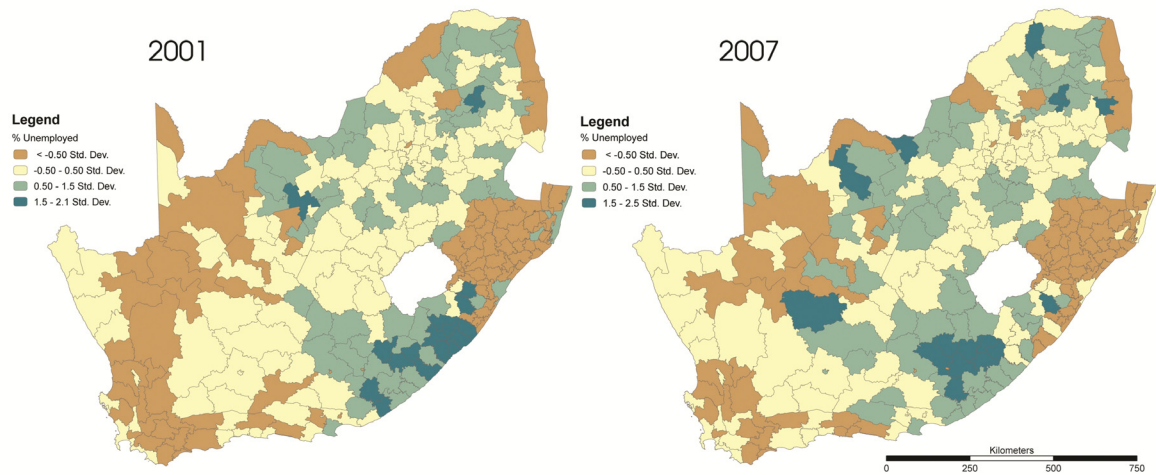 2001
Legend
% Unemployed
< -0.50 Std. Dev.
-0.50 - 0.50 Std. Dev.
0.50 - 1.5 Std. Dev.
1.5 - 2.1 Std. Dev.
2007
Legend
% Unemployed
< -0.50 Std. Dev.
-0.50 - 0.50 Std. Dev.
0.50 - 1.5 Std. Dev.
1.5 - 2.5 Std. Dev.
Kilometers
0 250 500 750